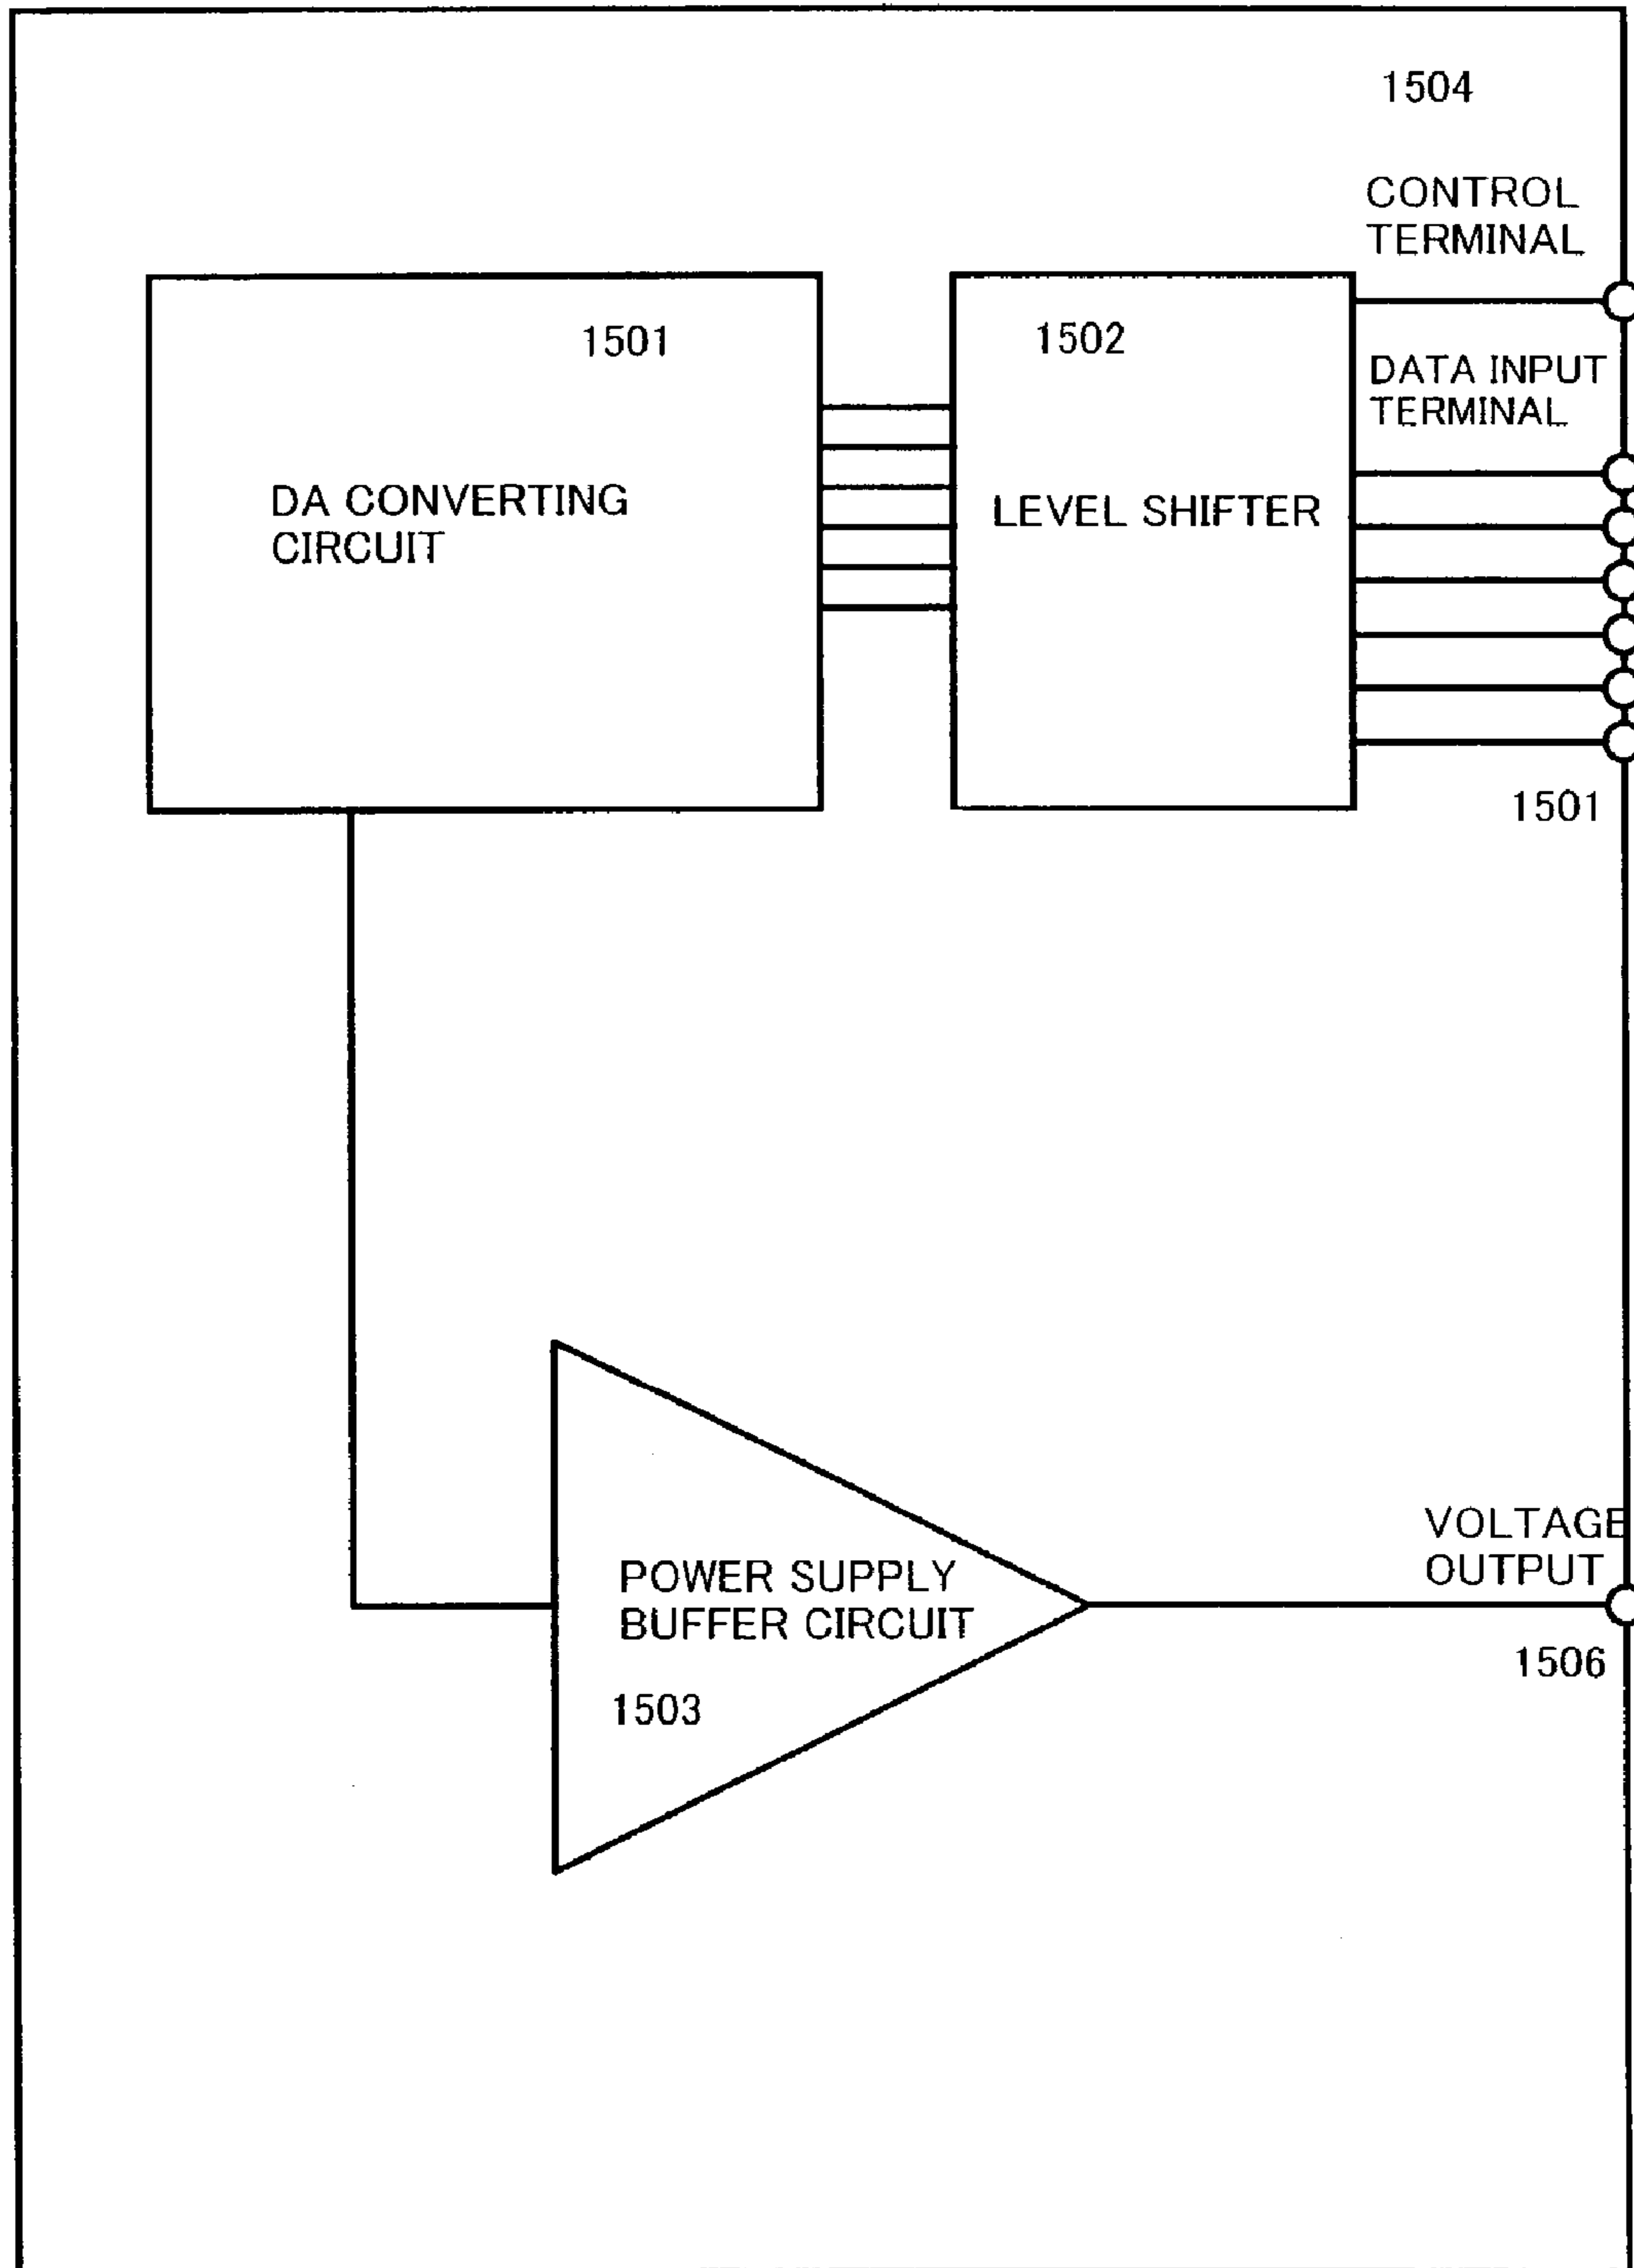 1504
CONTROL
TERMINAL
1501
1502
DATA INPUT
TERMINAL
DA CONVERTING
CIRCUIT
LEVEL SHIFTER
1501
VOLTAGE
OUTPUT
POWER SUPPLY
BUFFER CIRCUIT
1506
1503